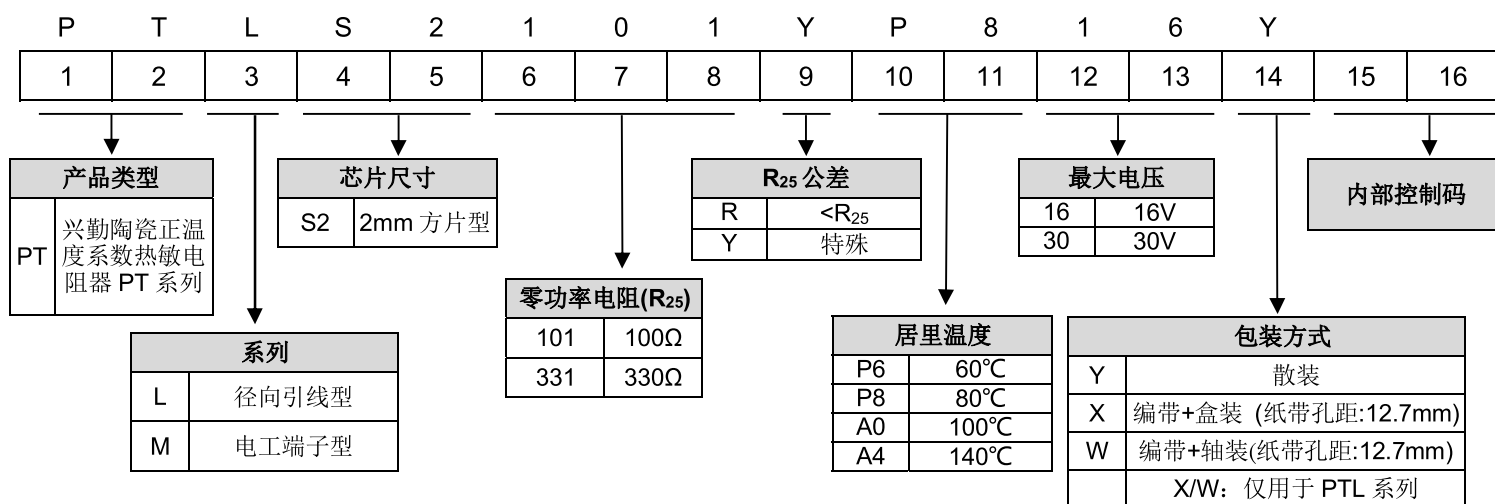 P T L S 2 1 0 1 Y P 8 1 6 Y
1 2 3 4 5 6 7 8 9 10 11 12 13 14 15 16
产品类型
PT 兴勤陶瓷正温
度系数热敏电
阻器 PT 系列
系列
L 径向引线型
M 电工端子型
芯片尺寸
S2 2mm 方片型
零功率电阻(R25)
101 100Ω
331 330Ω
R25 公差
R <R25
Y 特殊
居里温度
P6 60℃
P8 80℃
A0 100℃
A4 140℃
最大电压
16 16V
30 30V
包装方式
Y 散装
X 编带+盒装 (纸带孔距:12.7mm)
W 编带+轴装(纸带孔距:12.7mm)
X/W：仅用于 PTL 系列
内部控制码